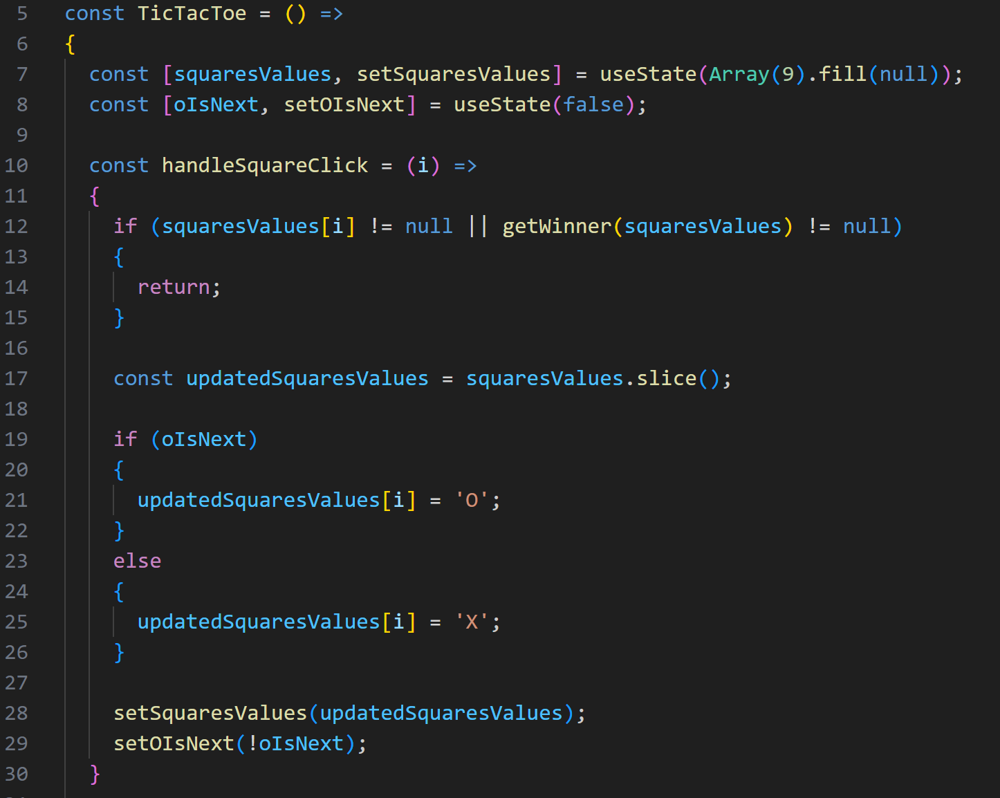 5 const TicTacToe = () =>
6 {
7 const [squaresValues, setSquaresValues] = useState(Array(9).fill(null));
8 const [oIsNext, setOIsNext] = useState(false);
9
10 const handleSquareClick = (i) =>
11 {
12 if (squaresValues[i] != null || getWinner(squaresValues) != null)
13 {
14 return;
15 }
16
17 const updatedSquaresValues = squaresValues.slice();
18
19 if (oIsNext)
20 {
21 updatedSquaresValues[i] = 'O';
22 }
23 else
24 {
25 updatedSquaresValues[i] = 'X';
26 }
27
28 setSquaresValues(updatedSquaresValues);
29 setOIsNext(!oIsNext);
30 }